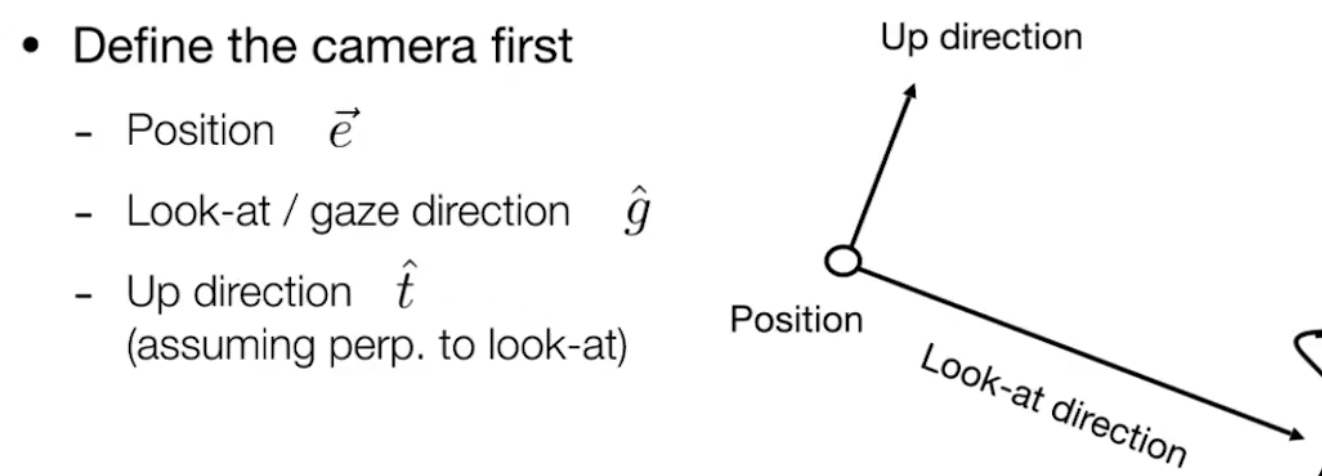 • Define the camera first
- Position $\vec{e}$
- Look-at / gaze direction $\hat{g}$
- Up direction $\hat{t}$
(assuming perp. to look-at)
Up direction
Position
Look-at direction